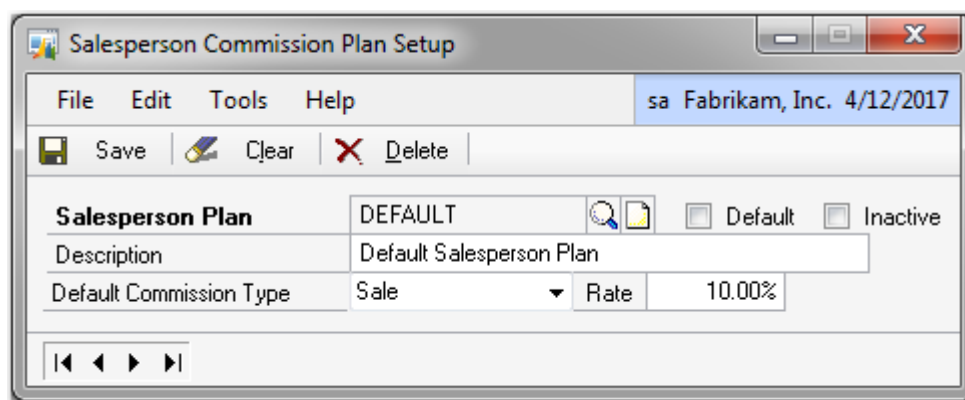 Salesperson Commission Plan Setup
File Edit Tools Help sa Fabrikam, Inc. 4/12/2017
Save Clear Delete
Salesperson Plan DEFAULT Default Inactive
Description Default Salesperson Plan
Default Commission Type Sale Rate 10.00%